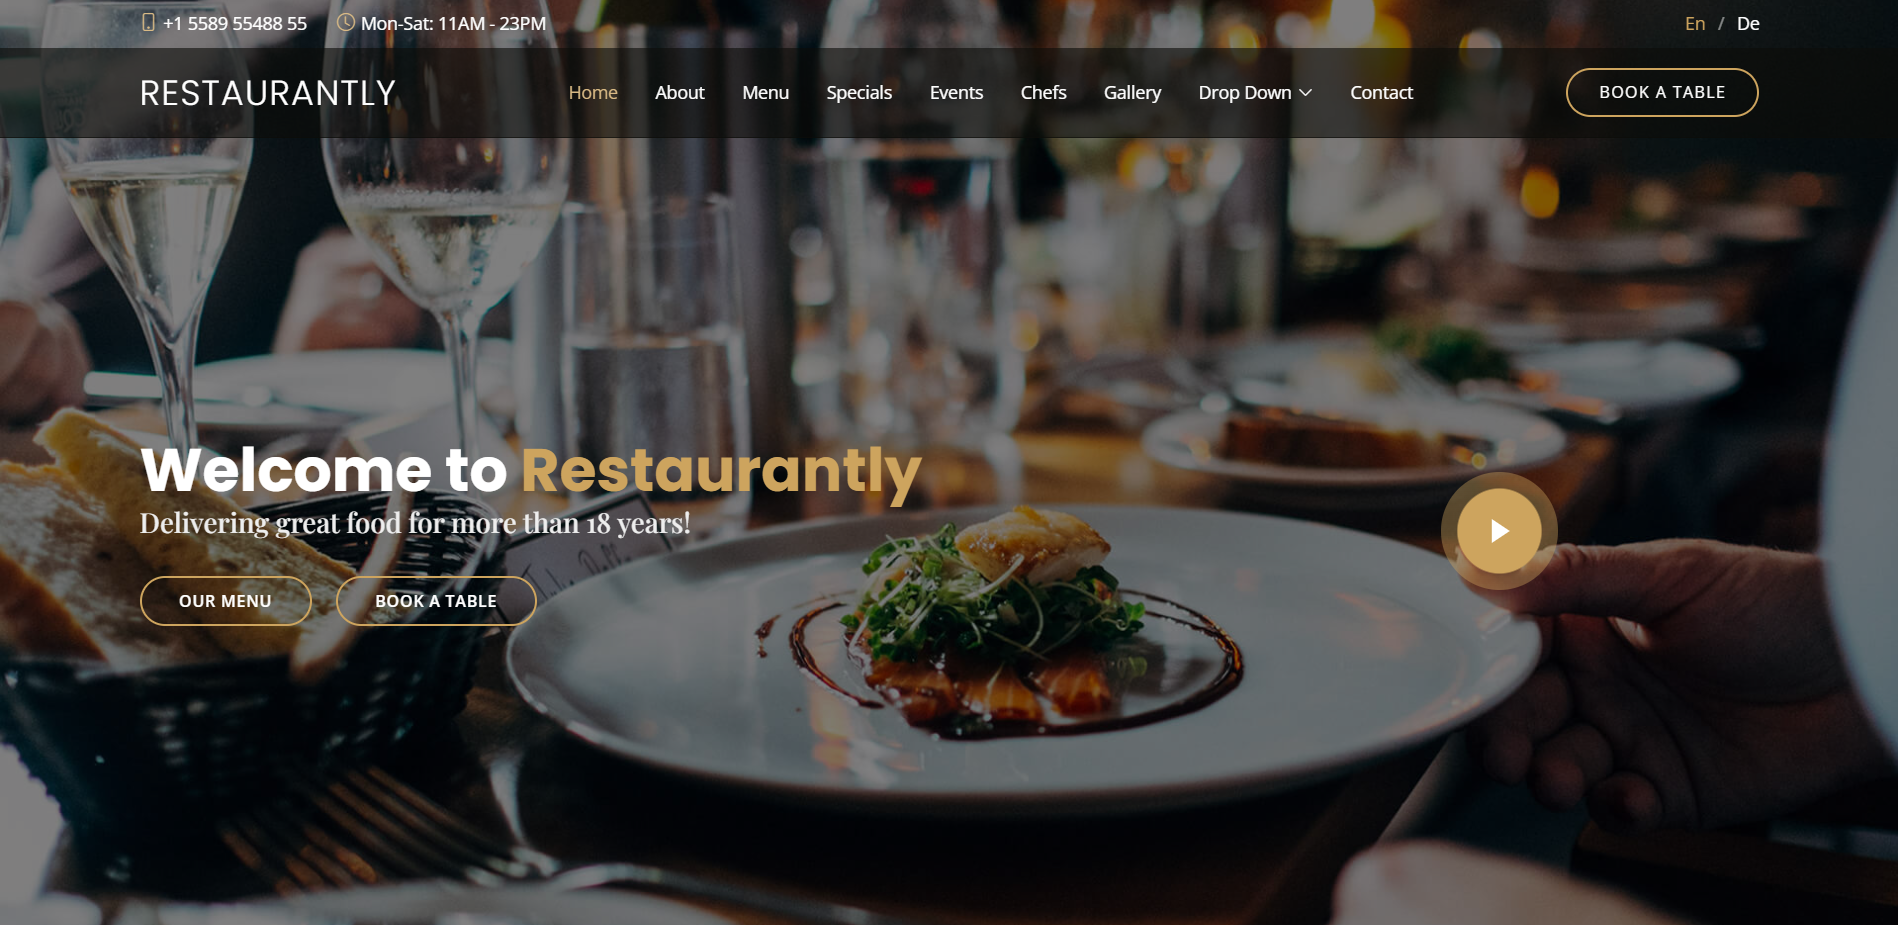 +1 5589 55488 55
Mon-Sat: 11AM - 23PM
En / De
RESTAURANTLY
Home
About
Menu
Specials
Events
Chefs
Gallery
Drop Down
Contact
BOOK A TABLE
Welcome to Restaurantly
Delivering great food for more than 18 years!
OUR MENU
BOOK A TABLE